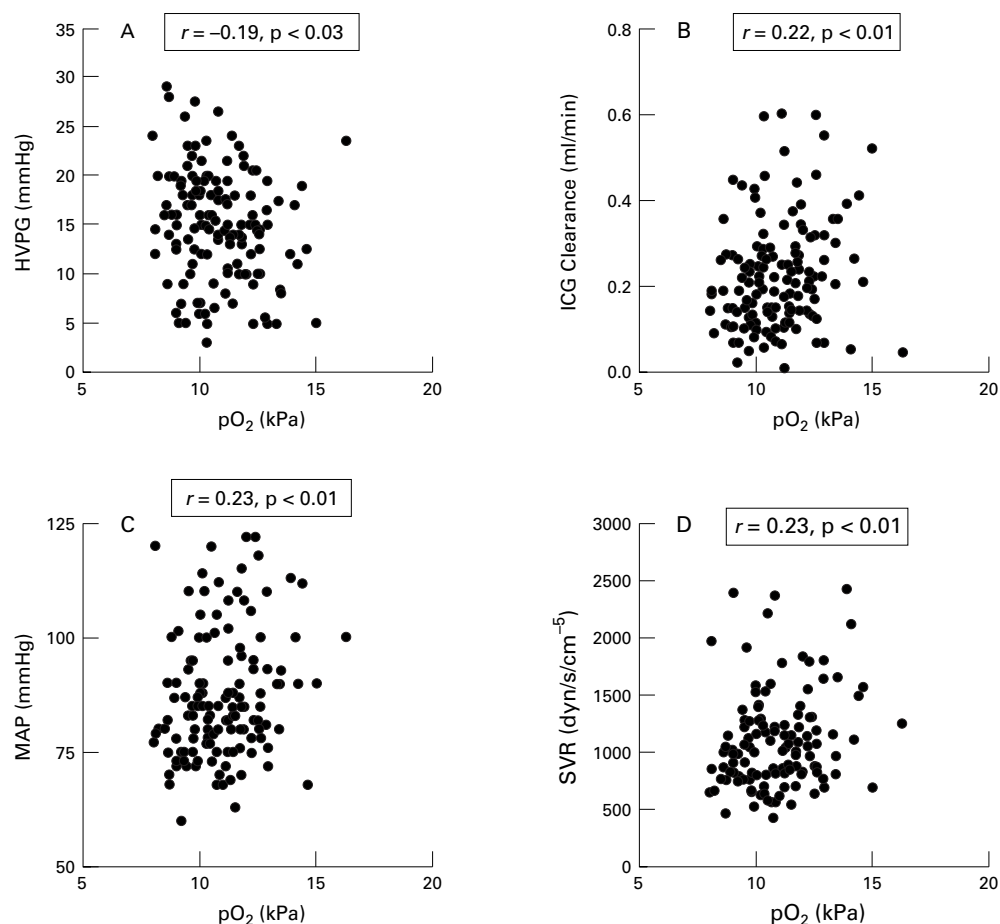 A
r = –0.19, p < 0.03
HVPG (mmHg)
35
30
25
20
15
10
5
0
5
10
15
20
pO₂ (kPa)
B
r = 0.22, p < 0.01
ICG Clearance (ml/min)
0.8
0.6
0.4
0.2
0.0
5
10
15
20
pO₂ (kPa)
C
r = 0.23, p < 0.01
MAP (mmHg)
125
100
75
50
5
10
15
20
pO₂ (kPa)
D
r = 0.23, p < 0.01
SVR (dyn/s/cm⁻⁵)
3000
2500
2000
1500
1000
500
0
5
10
15
20
pO₂ (kPa)